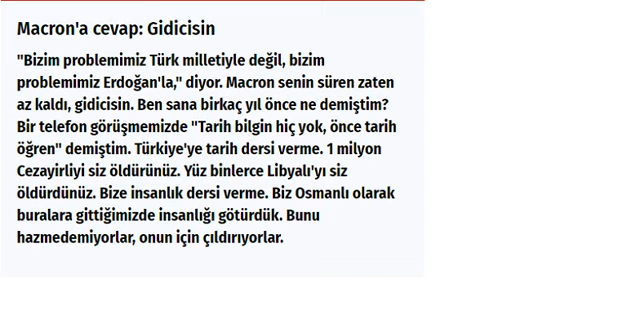 Macron'a cevap: Gidicisin
"Bizim problemimiz Türk milletiyle değil, bizim
problemimiz Erdoğan'la," diyor. Macron senin süren zaten
az kaldı, gidicisin. Ben sana birkaç yıl önce ne demiştim?
Bir telefon görüşmemizde "Tarih bilgin hiç yok, önce tarih
öğren" demiştim. Türkiye'ye tarih dersi verme. 1 milyon
Cezayirliyi siz öldürünüz. Yüz binlerce Libyalı'yı siz
öldürdünüz. Bize insanlık dersi verme. Biz Osmanlı olarak
buralara gittiğimizde insanlığı götürdük. Bunu
hazmedemiyorlar, onun için çıldırıyorlar.